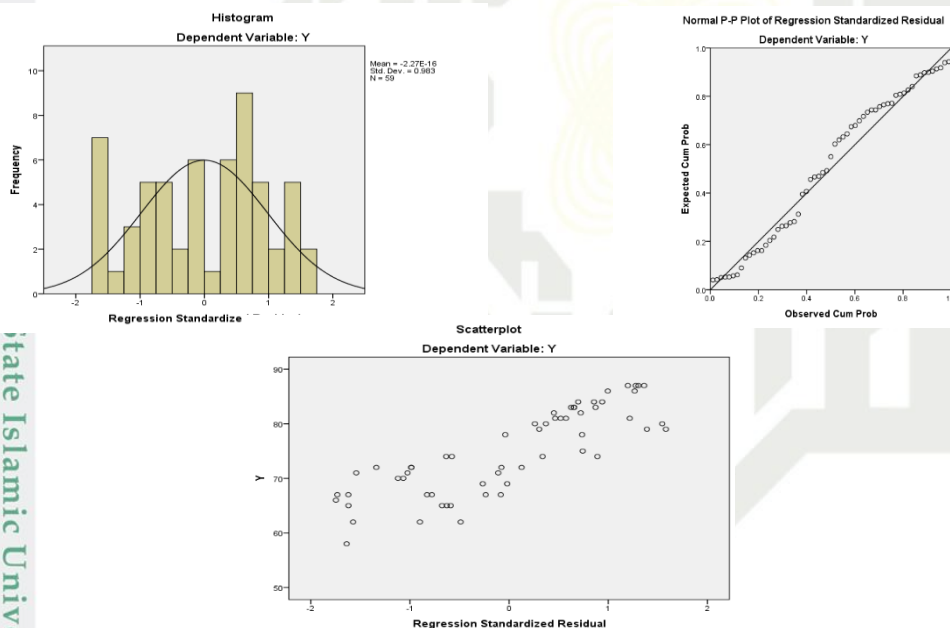 Histogram
Dependent Variable: Y
Mean = -2.27E-16
Std. Dev. = 0.983
N = 59
Frequency
10
8
6
4
2
0
-2 -1 0 1 2
Regression Standardize
Normal P-P Plot of Regression Standardized Residual
Dependent Variable: Y
Expected Cum Prob
1.0
0.8
0.6
0.4
0.2
0.0
0.0 0.2 0.4 0.6 0.8
Observed Cum Prob
Scatterplot
Dependent Variable: Y
Y
90
80
70
60
50
-2 -1 0 1 2
Regression Standardized Residual
State Islamic Univ